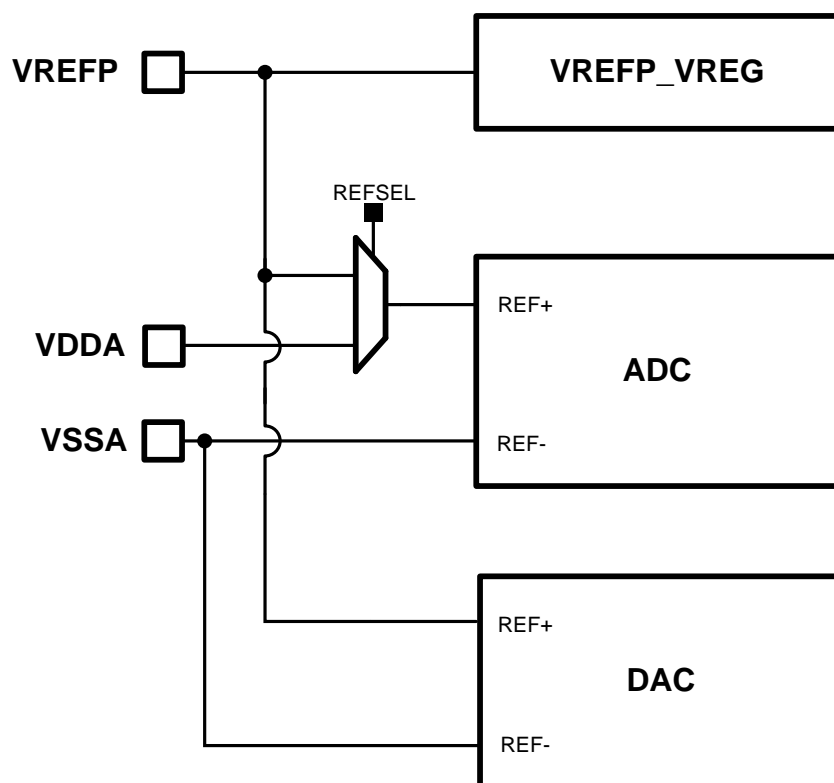 VREFP
VREFP_VREG
REFSEL
REF+
VDDA
ADC
VSSA
REF-
REF+
DAC
REF-